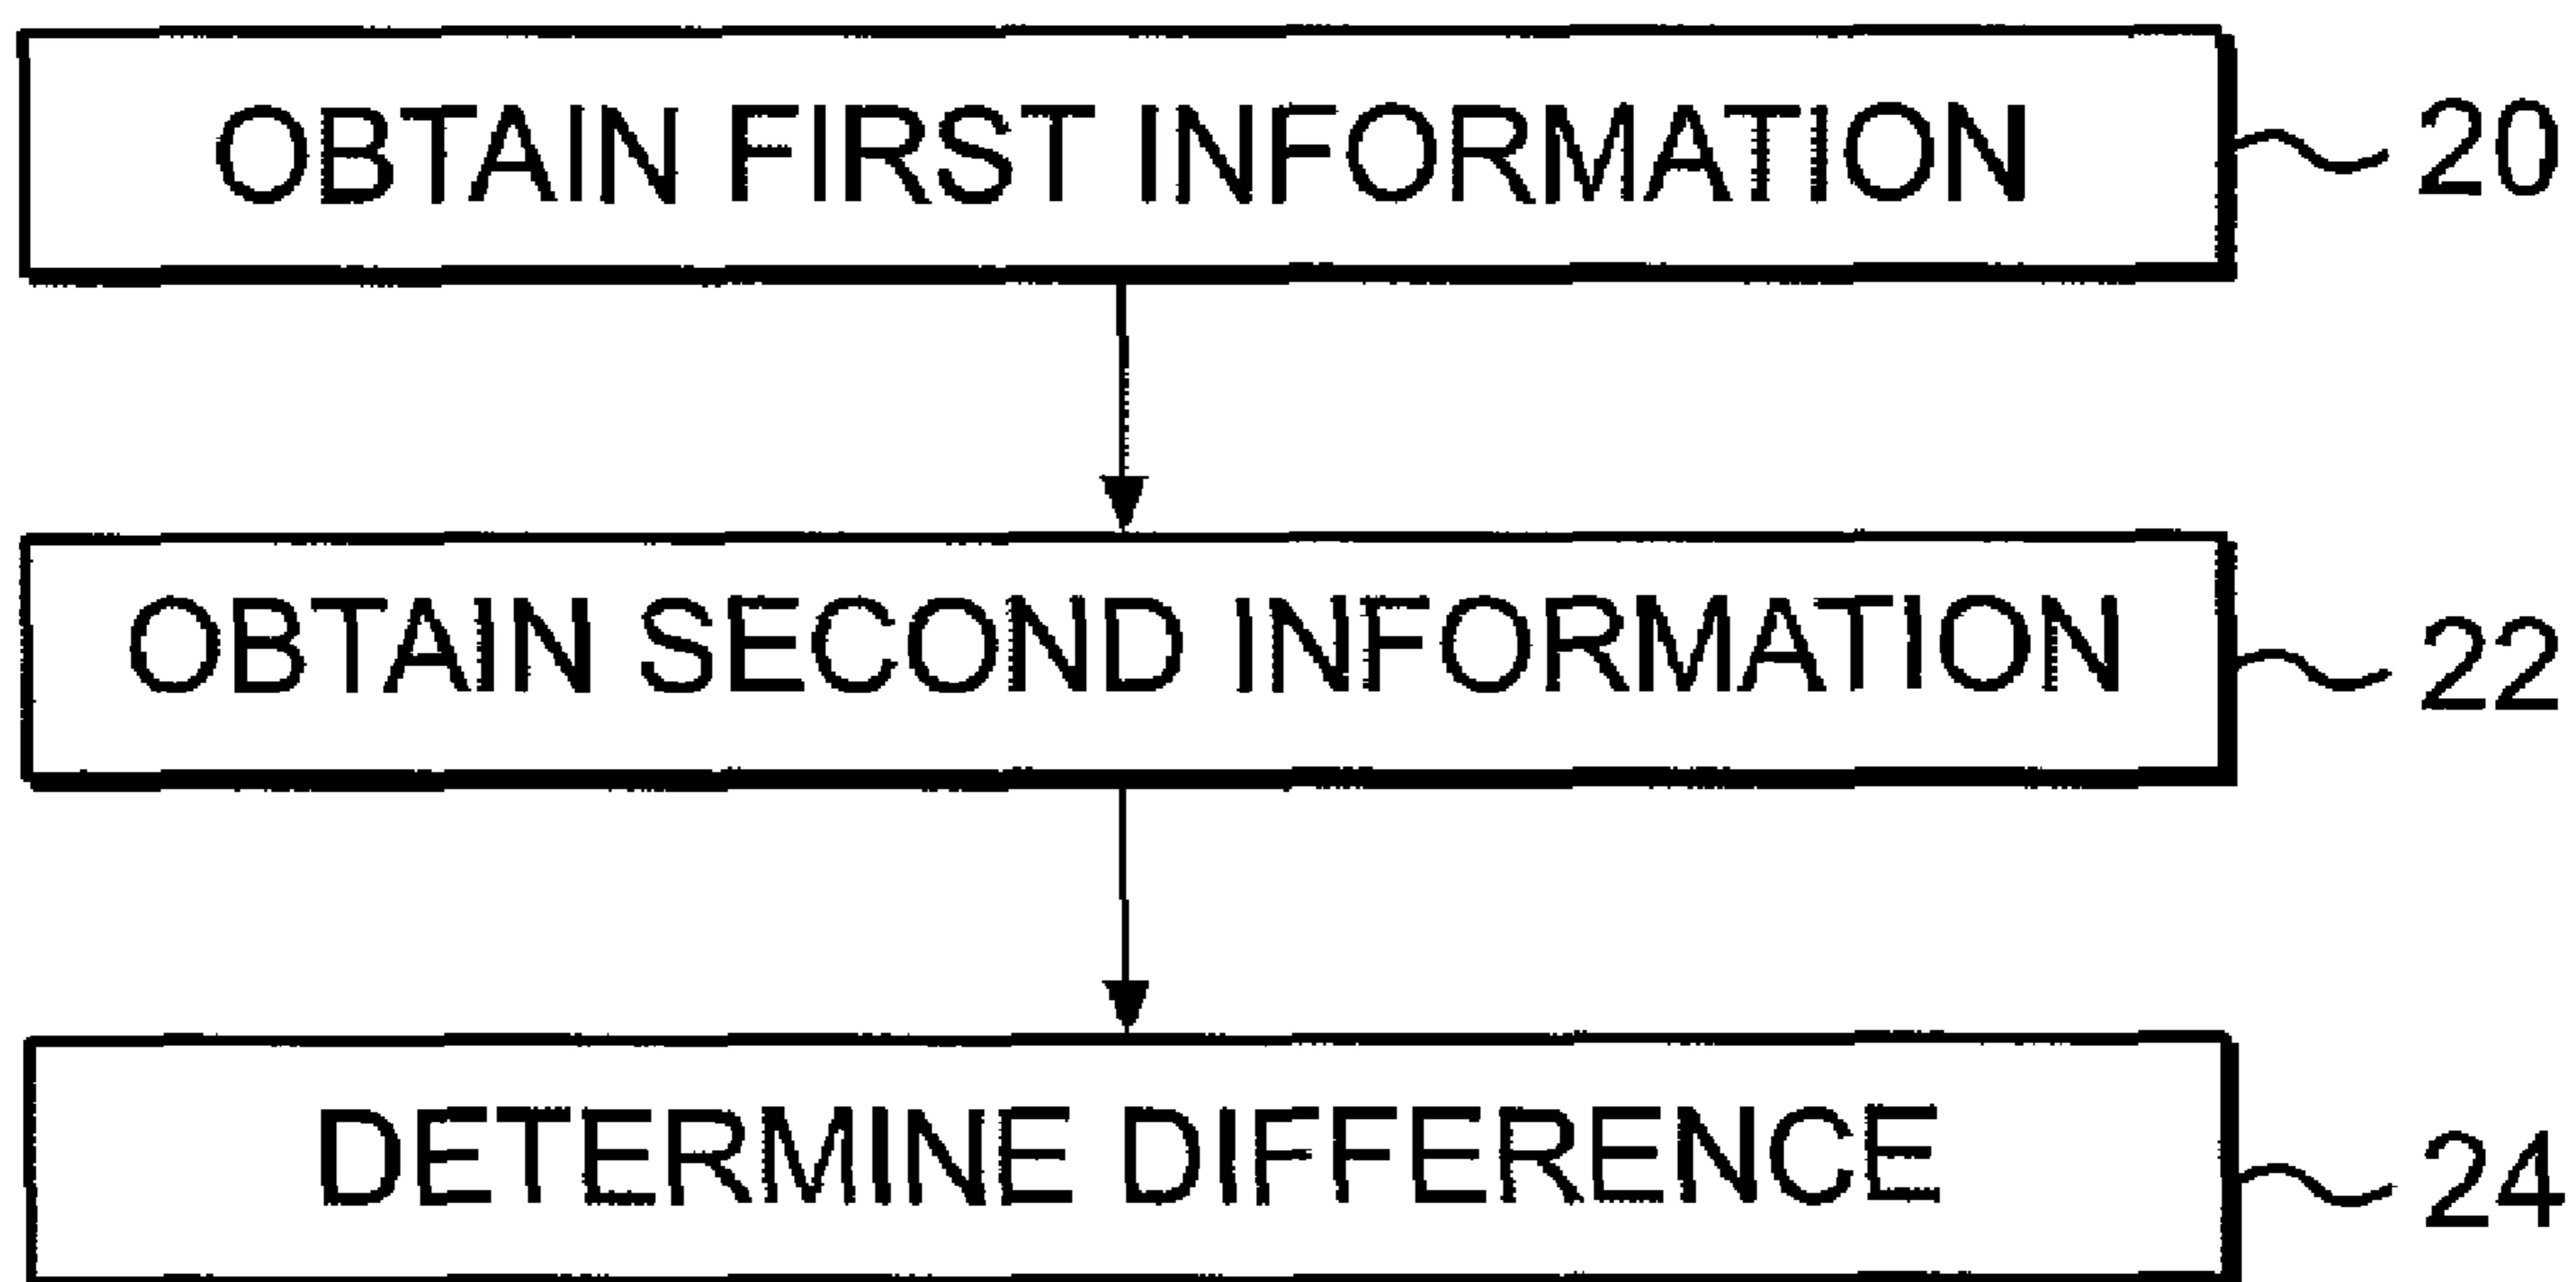 OBTAIN FIRST INFORMATION 20
OBTAIN SECOND INFORMATION 22
DETERMINE DIFFERENCE 24